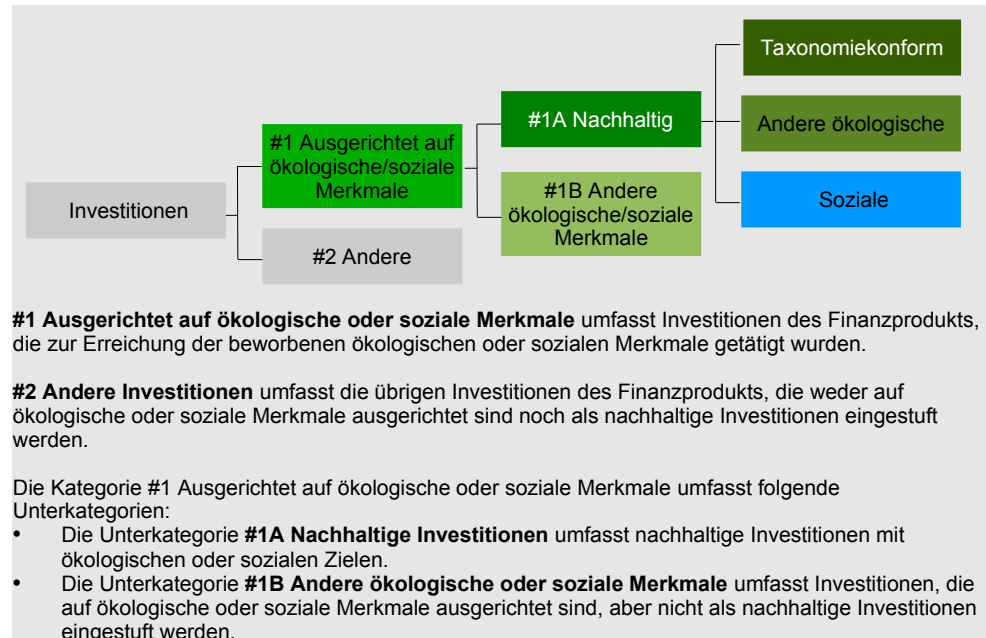 Taxonomiekonform
#1A Nachhaltig
Andere ökologische
#1 Ausgerichtet auf
ökologische/soziale
Merkmale
#1B Andere
ökologische/soziale
Merkmale
Soziale
Investitionen
#2 Andere
#1 Ausgerichtet auf ökologische oder soziale Merkmale umfasst Investitionen des Finanzprodukts,
die zur Erreichung der beworbenen ökologischen oder sozialen Merkmale getätigt wurden.
#2 Andere Investitionen umfasst die übrigen Investitionen des Finanzprodukts, die weder auf
ökologische oder soziale Merkmale ausgerichtet sind noch als nachhaltige Investitionen eingestuft
werden.
Die Kategorie #1 Ausgerichtet auf ökologische oder soziale Merkmale umfasst folgende
Unterkategorien:
• Die Unterkategorie #1A Nachhaltige Investitionen umfasst nachhaltige Investitionen mit
ökologischen oder sozialen Zielen.
• Die Unterkategorie #1B Andere ökologische oder soziale Merkmale umfasst Investitionen, die
auf ökologische oder soziale Merkmale ausgerichtet sind, aber nicht als nachhaltige Investitionen
eingestuft werden.